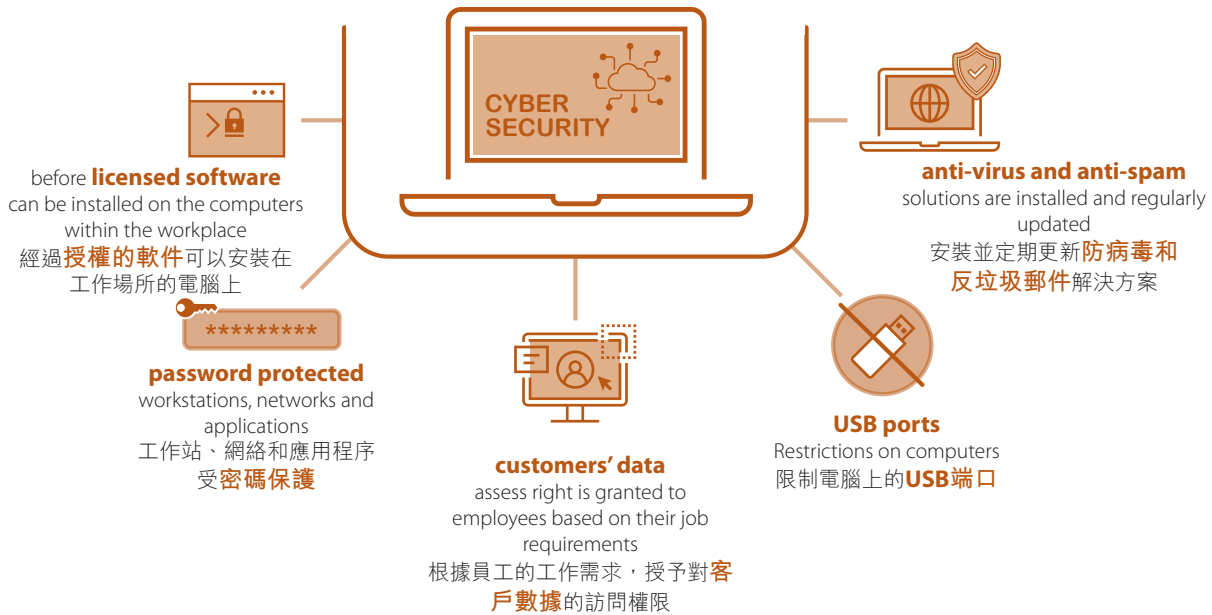 CYBER
SECURITY
before licensed software
can be installed on the computers
within the workplace
經過授權的軟件可以安裝在
工作場所的電腦上
*********
password protected
workstations, networks and
applications
工作站、網絡和應用程序
受密碼保護
customers’ data
assess right is granted to
employees based on their job
requirements
根據員工的工作需求，授予對客
戶數據的訪問權限
USB ports
Restrictions on computers
限制電腦上的USB端口
anti-virus and anti-spam
solutions are installed and regularly
updated
安裝並定期更新防病毒和
反垃圾郵件解決方案